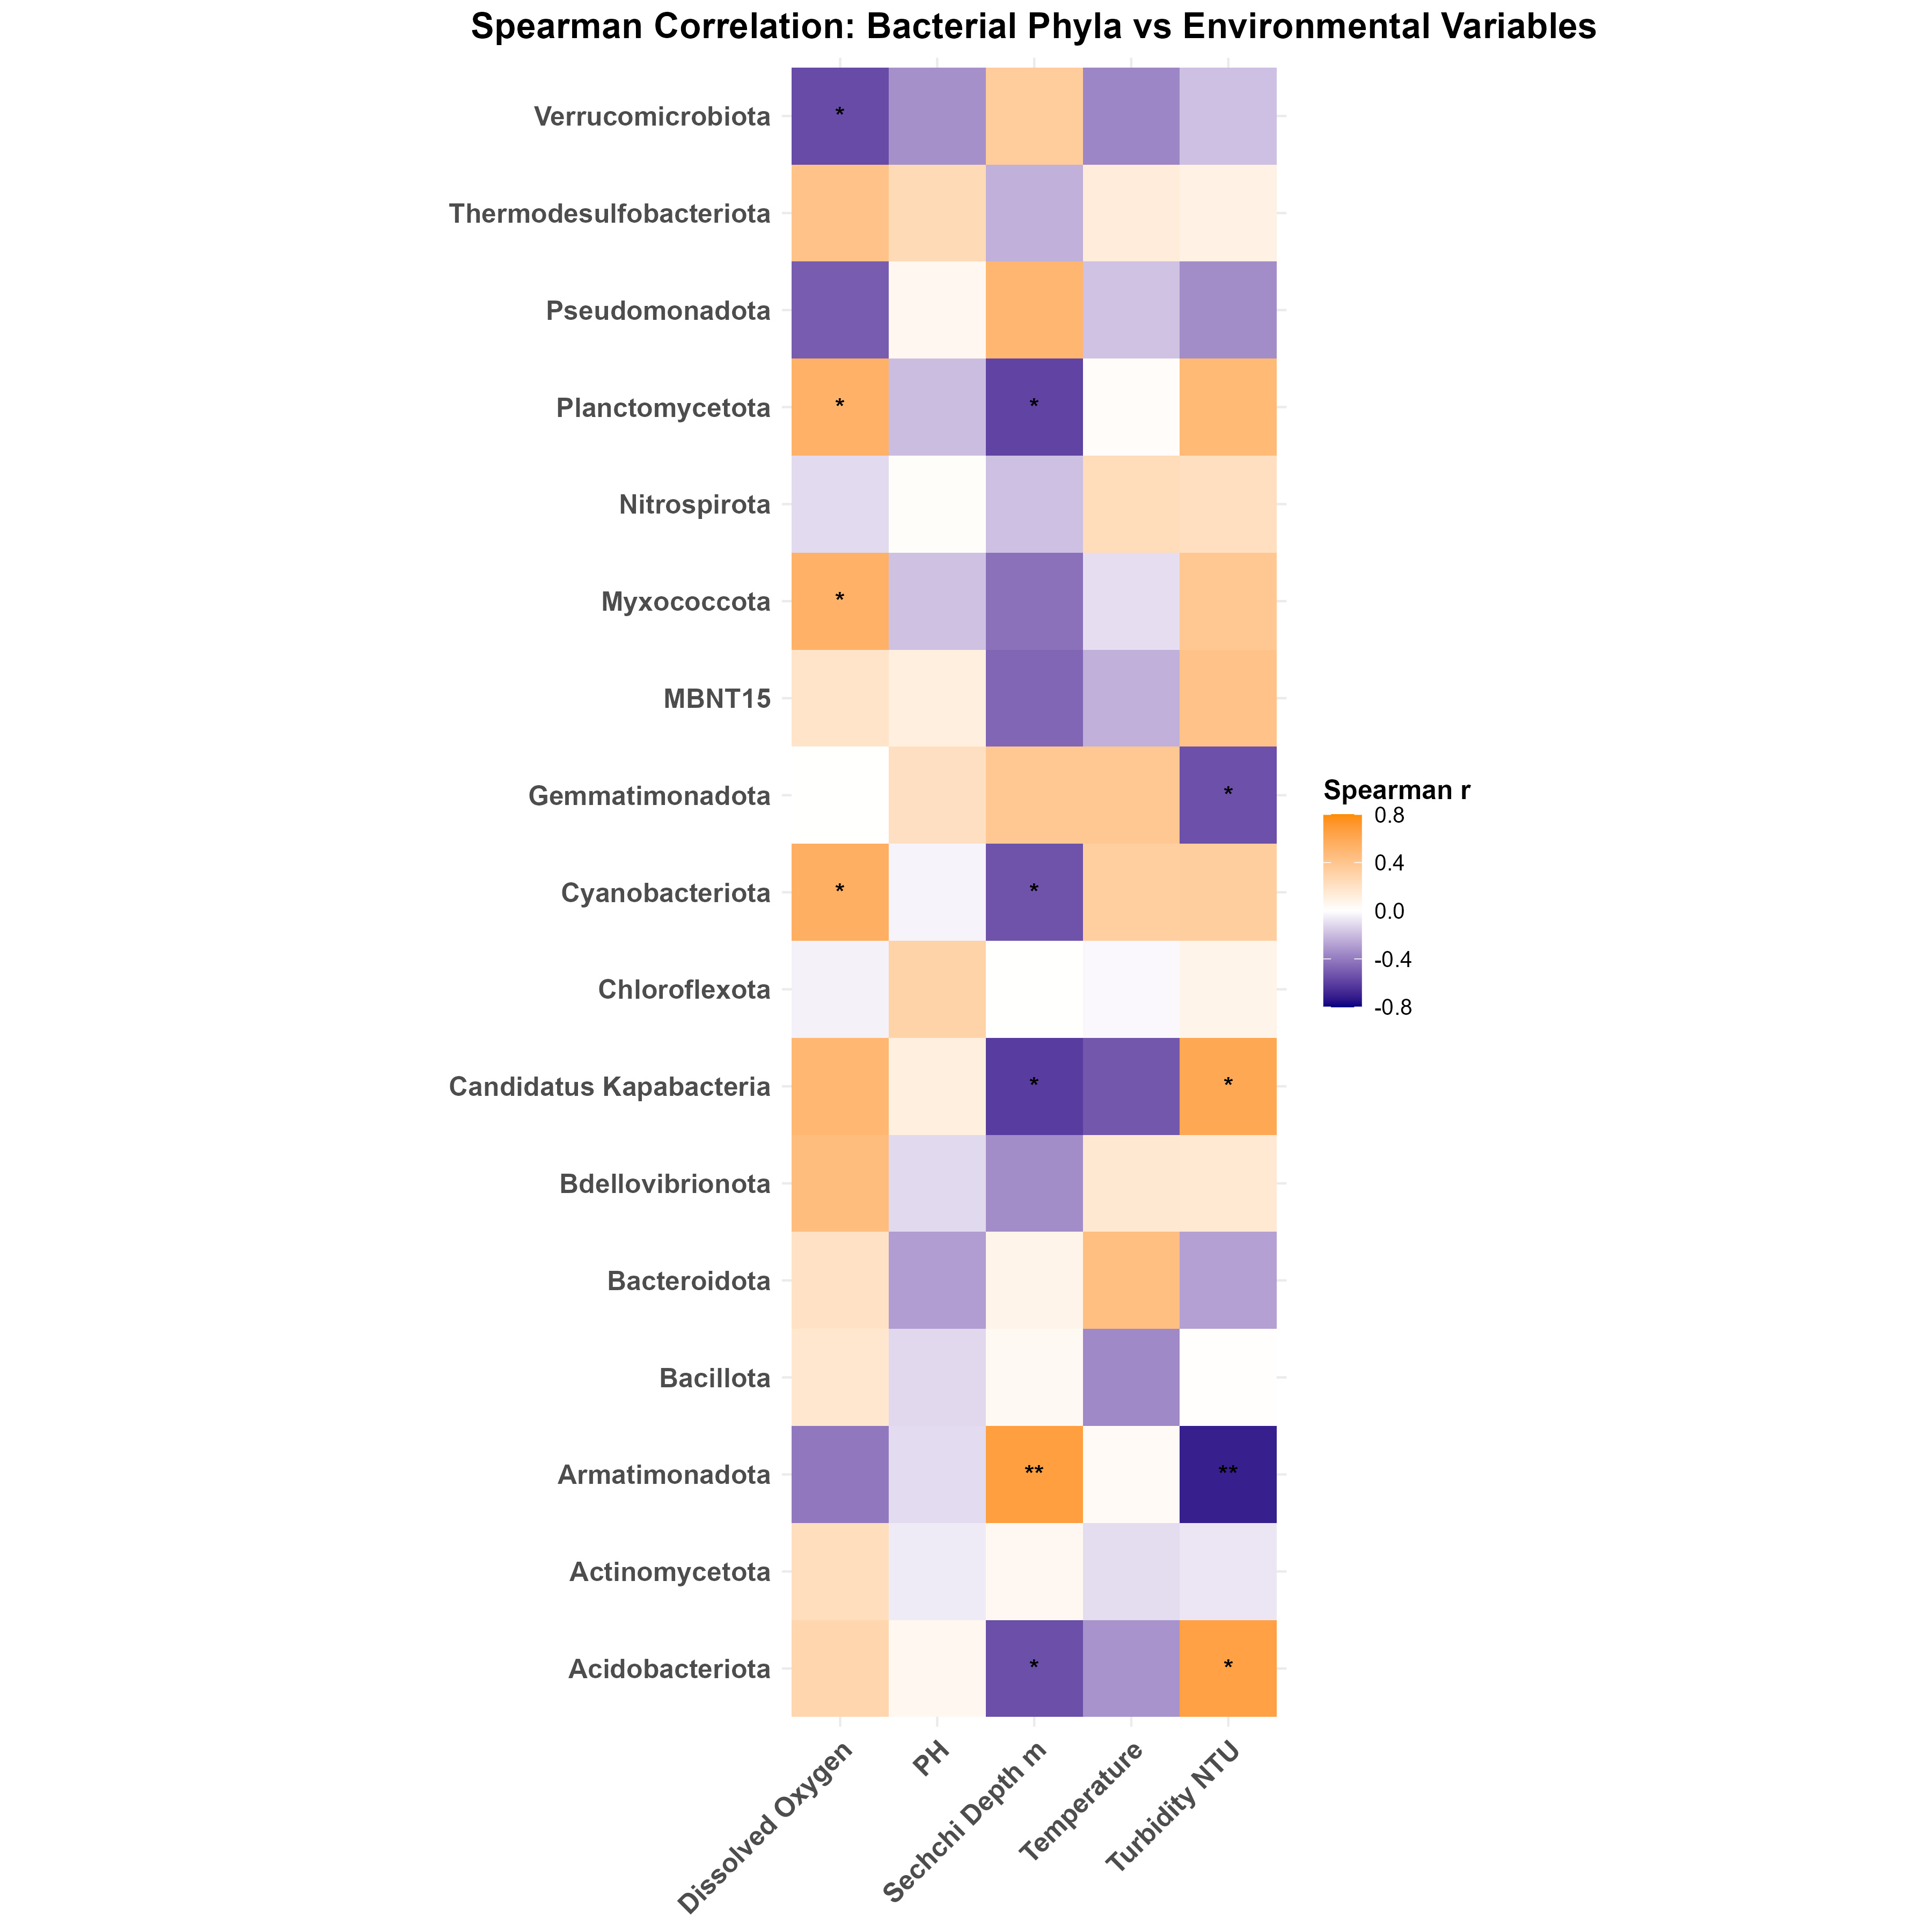 Spearman Correlation: Bacterial Phyla vs Environmental Variables
Verrucomicrobiota
*
Thermodesulfobacteriota
Pseudomonadota
Planctomycetota
* *
Nitrospirota
Myxococcota
*
MBNT15
Gemmatimonadota
*
Cyanobacteriota
* *
Chloroflexota
Candidatus Kapabacteria
* *
Bdellovibrionota
Bacteroidota
Bacillota
Armatimonadota
** **
Actinomycetota
Acidobacteriota
* *
Dissolved Oxygen
PH
Sechchi Depth m
Temperature
Turbidity NTU
Spearman r
0.8
0.4
0.0
-0.4
-0.8